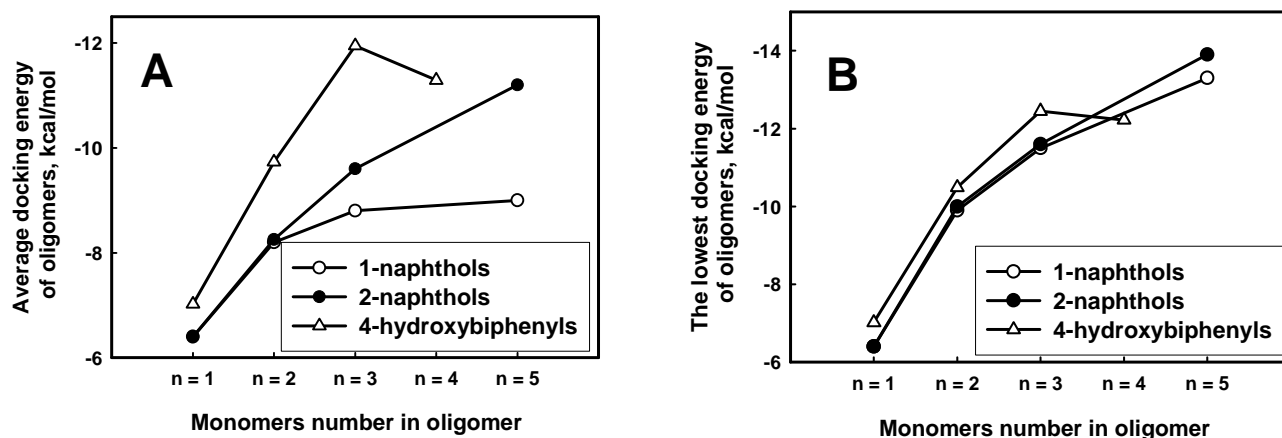 Average docking energy
of oligomers, kcal/mol
-12
-10
-8
-6
A
1-naphthols
2-naphthols
4-hydroxybiphenyls
n = 1
n = 2
n = 3
n = 4
n = 5
Monomers number in oligomer
The lowest docking energy
of oligomers, kcal/mol
-14
-12
-10
-8
-6
B
1-naphthols
2-naphthols
4-hydroxybiphenyls
n = 1
n = 2
n = 3
n = 4
n = 5
Monomers number in oligomer